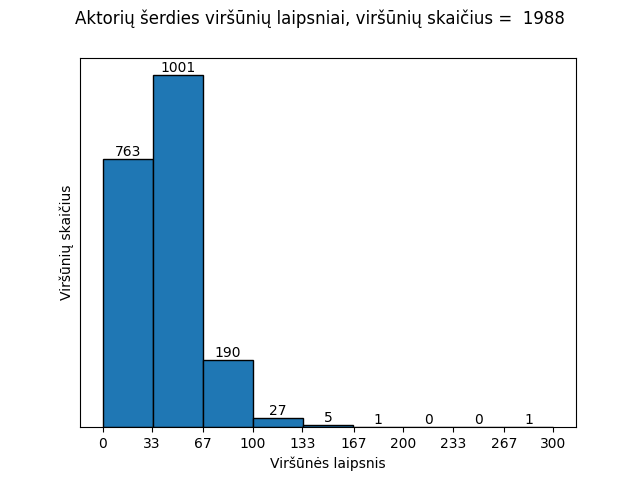 Aktorių šerdies viršūnių laipsniai, viršūnių skaičius =  1988
1001
763
190
27
5
1
0
0
1
Viršūnių skaičius
0 33 67 100 133 167 200 233 267 300
Viršūnės laipsnis